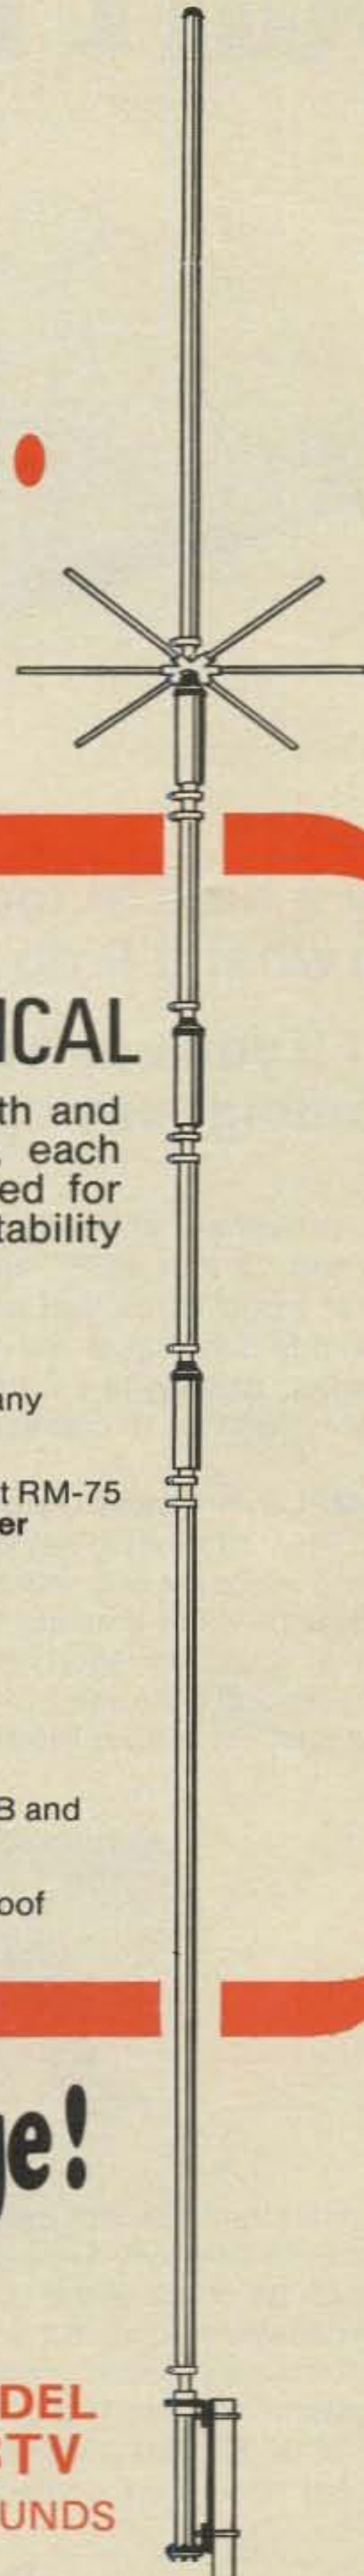 ICAL
th and
each
ed for
tability
any
t RM-75
er
B and
oof
ge!
DEL
TV
UNDS